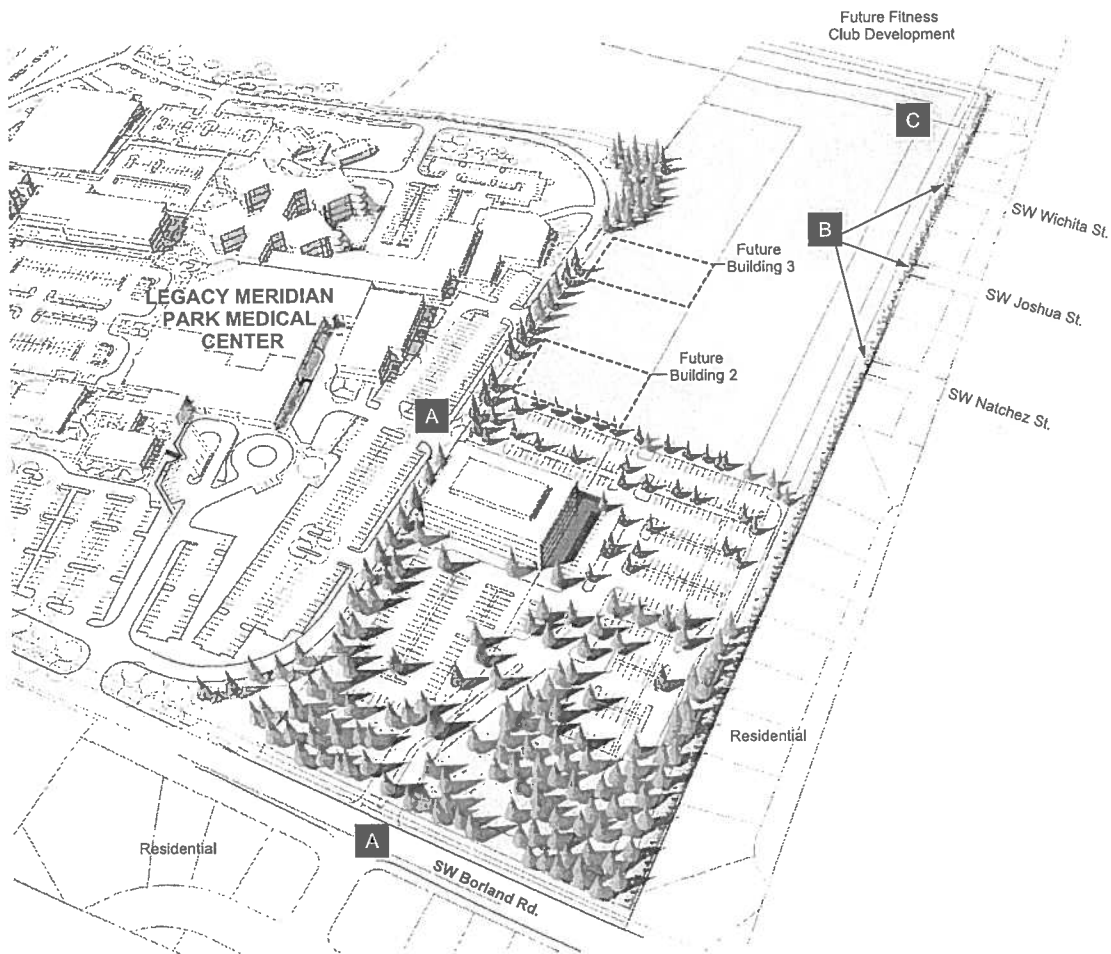 Future Fitness
Club Development
C
SW Wichita St.
B
Future
Building 3
SW Joshua St.
LEGACY MERIDIAN
PARK MEDICAL
CENTER
Future
Building 2
SW Natchez St.
A
Residential
Residential
A
SW Borland Rd.